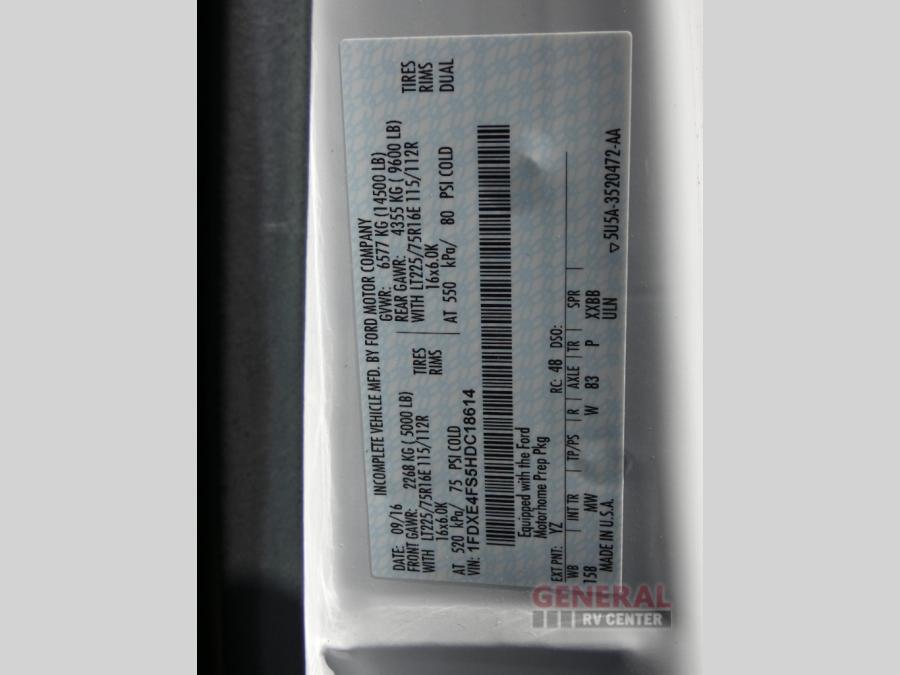 INCOMPLETE VEHICLE MFD. BY FORD MOTOR COMPANY
DATE: 09/16 GVWR: 6577 KG (14500 LB)
FRONT GAWR: 2268 KG ( 5000 LB) REAR GAWR: 4355 KG ( 9600 LB)
WITH LT225/75R16E 115/112R TIRES WITH LT225/75R16E 115/112R TIRES
16x6.0K RIMS 16x6.0K RIMS
AT 520 kPa/ 75 PSI COLD AT 550 kPa/ 80 PSI COLD DUAL
VIN: 1FDXE4FS5HDC18614
Equipped with the Ford
Motorhome Prep Pkg
EXT PNT: YZ RC: 48 DSO:
WB INT TR TP/PS R AXLE TR SPR
158 MW W 83 P XXBB
MADE IN U.S.A. ULN
▽5U5A-3520472-AA
GENERAL
RV CENTER